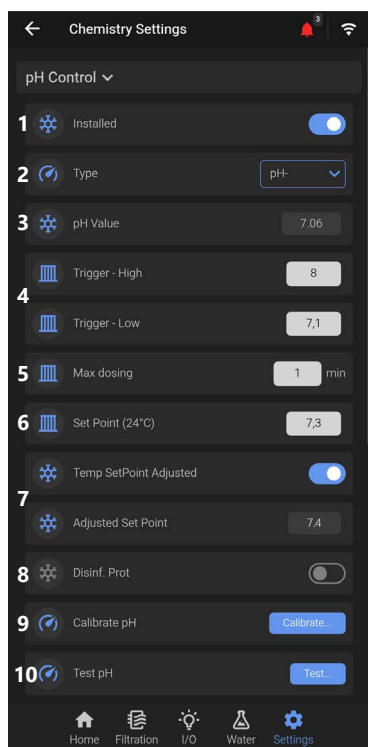 Chemistry Settings
3
pH Control
1 Installed
2 Type pH-
3 pH Value 7.06
4
Trigger - High 8
Trigger - Low 7,1
5 Max dosing 1 min
6 Set Point (24°C) 7,3
7
Temp SetPoint Adjusted
Adjusted Set Point 7.4
8 Disinf. Prot
9 Calibrate pH Calibrate...
10 Test pH Test...
Home Filtration I/O Water Settings